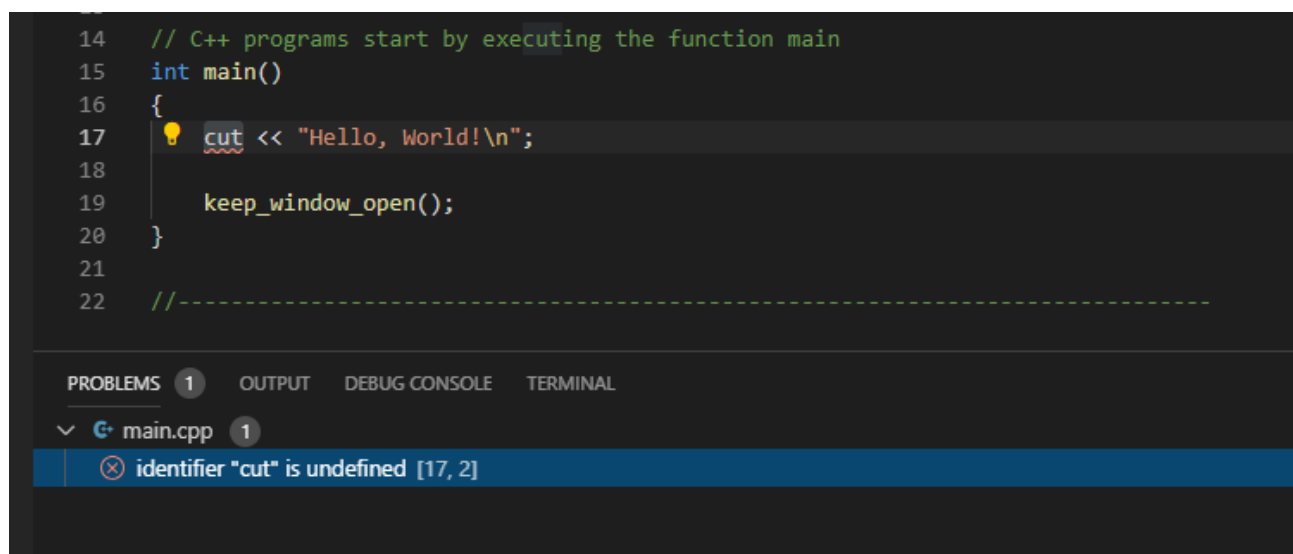 14 // C++ programs start by executing the function main
15 int main()
16 {
17 cut << "Hello, World!\n";
18
19 keep_window_open();
20 }
21
22 //------------------------------------------------------------------------------
PROBLEMS 1 OUTPUT DEBUG CONSOLE TERMINAL
main.cpp 1
identifier "cut" is undefined [17, 2]